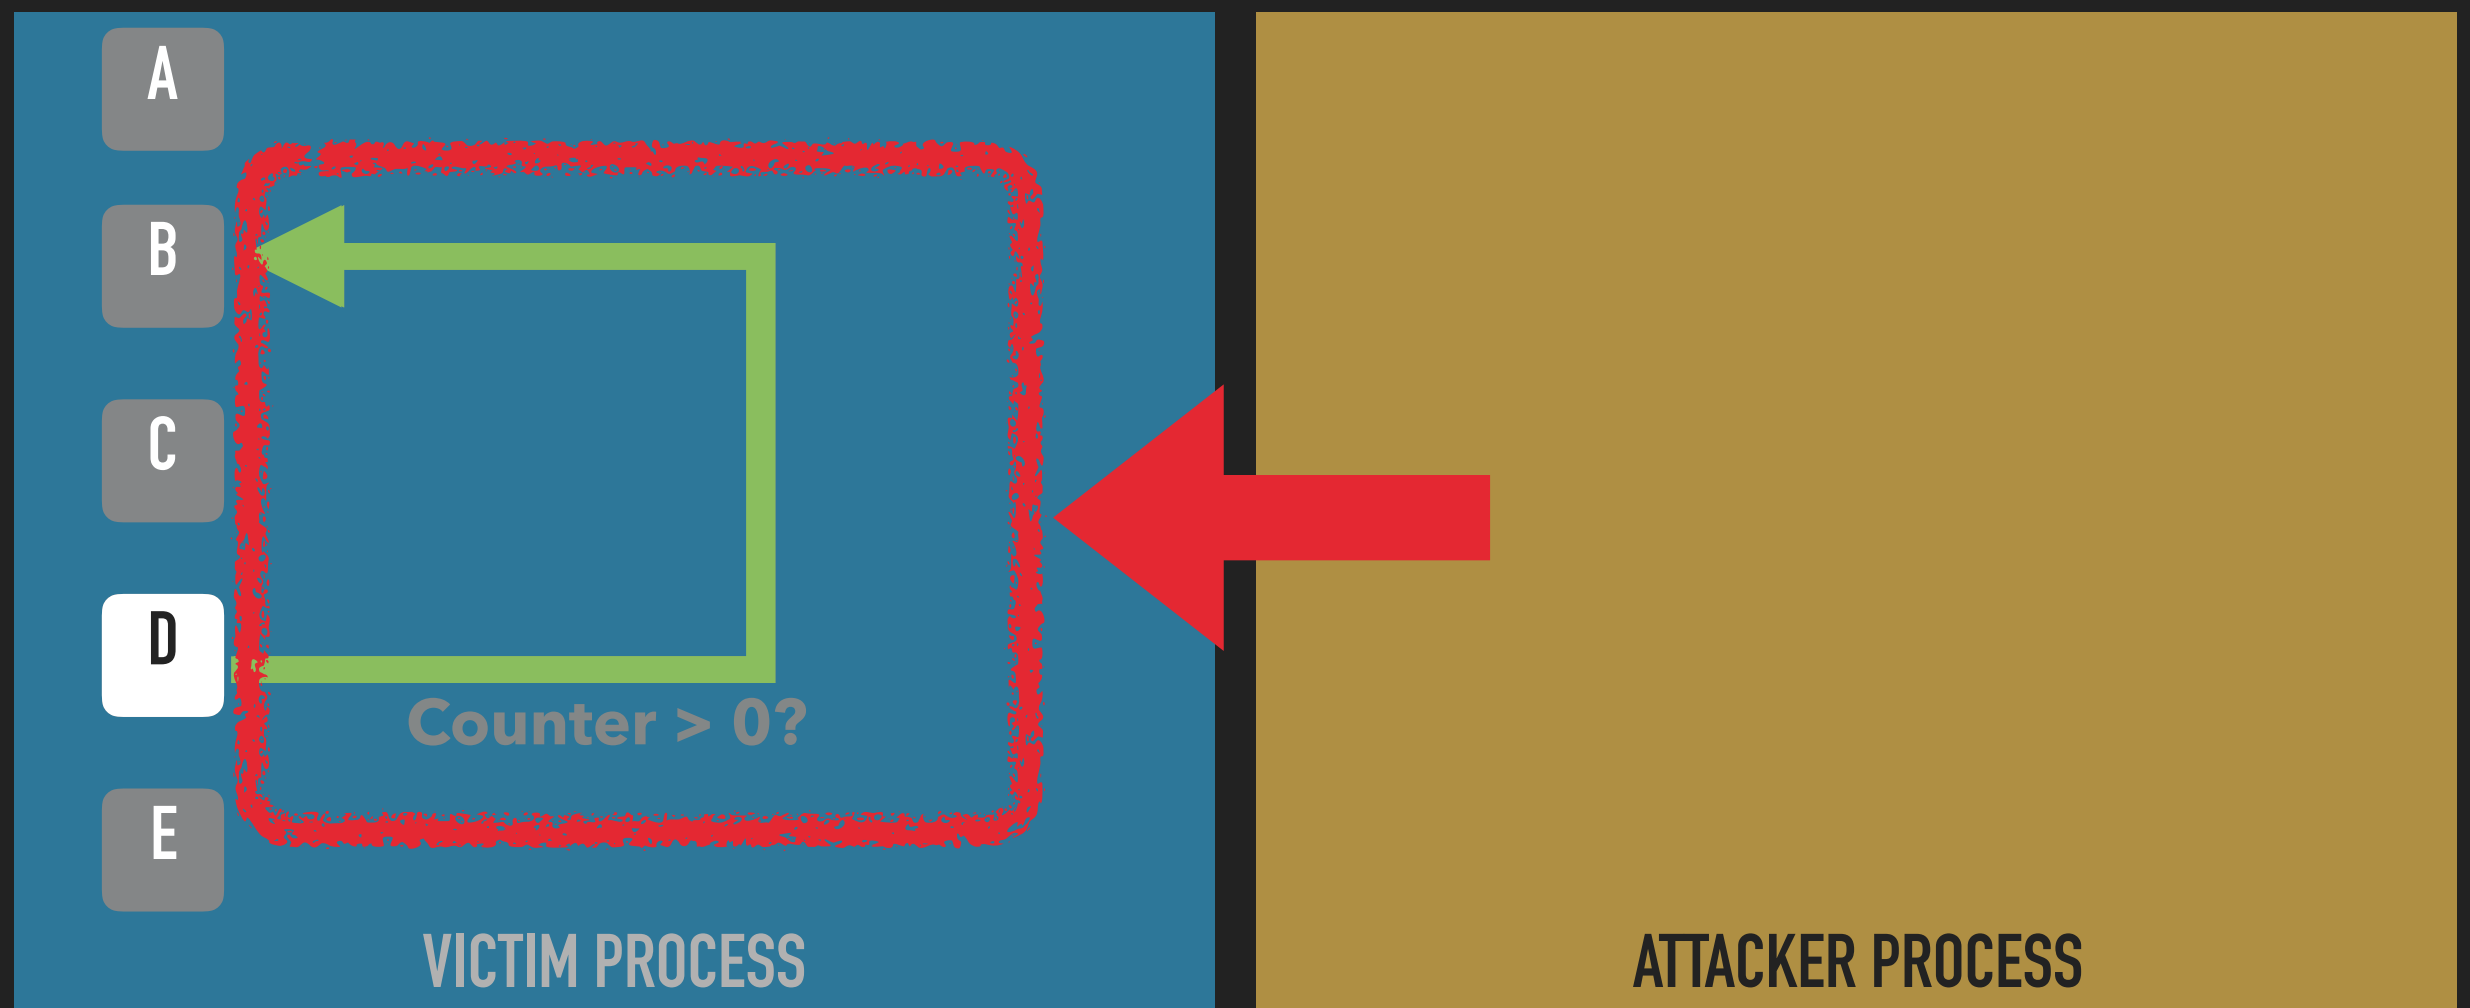 A
B
C
D
Counter > 0?
E
VICTIM PROCESS
ATTACKER PROCESS